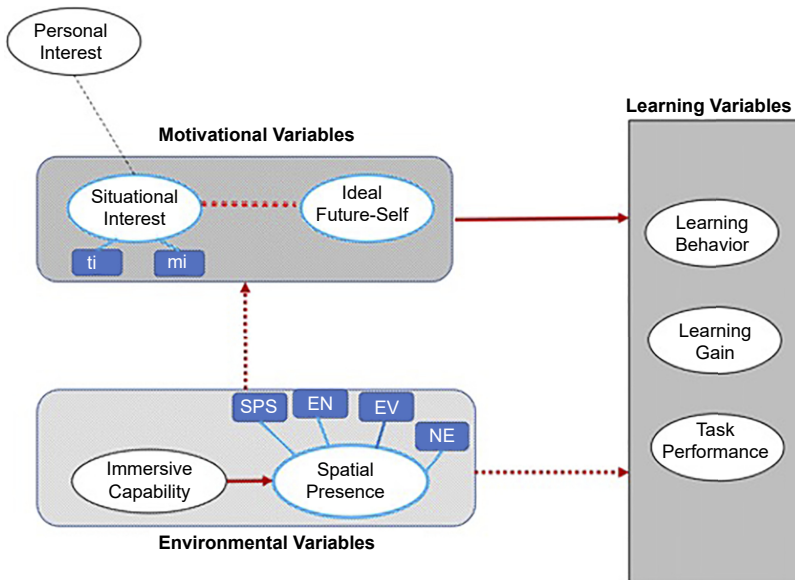 Personal
Interest
Motivational Variables
Situational
Interest
Ideal
Future-Self
ti
mi
SPS
EN
EV
NE
Immersive
Capability
Spatial
Presence
Environmental Variables
Learning Variables
Learning
Behavior
Learning
Gain
Task
Performance